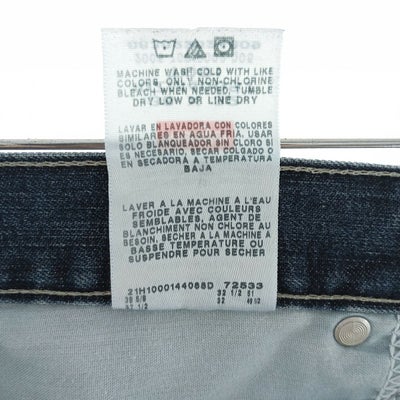 MACHINE WASH COLD WITH LIKE
COLORS, ONLY NON-CHLORINE
BLEACH WHEN NEEDED, TUMBLE
DRY LOW OR LINE DRY
LAVAR EN LAVADORA CON COLORES
SIMILARES EN AGUA FRIA, USAR
SOLO BLANQUEADOR SIN CLORO SI
ES NECESARIO, SECAR COLGADO O
EN SECADORA A TEMPERATURA
BAJA
LAVER A LA MACHINE A L'EAU
FROIDE AVEC COULEURS
SEMBLABLES, AGENT DE
BLANCHIMENT NON CHLORE AU
BESOIN, SECHER A LA MACHINE A
BASSE TEMPERATURE OU
SUSPENDRE POUR SECHER
72533
32 1/2